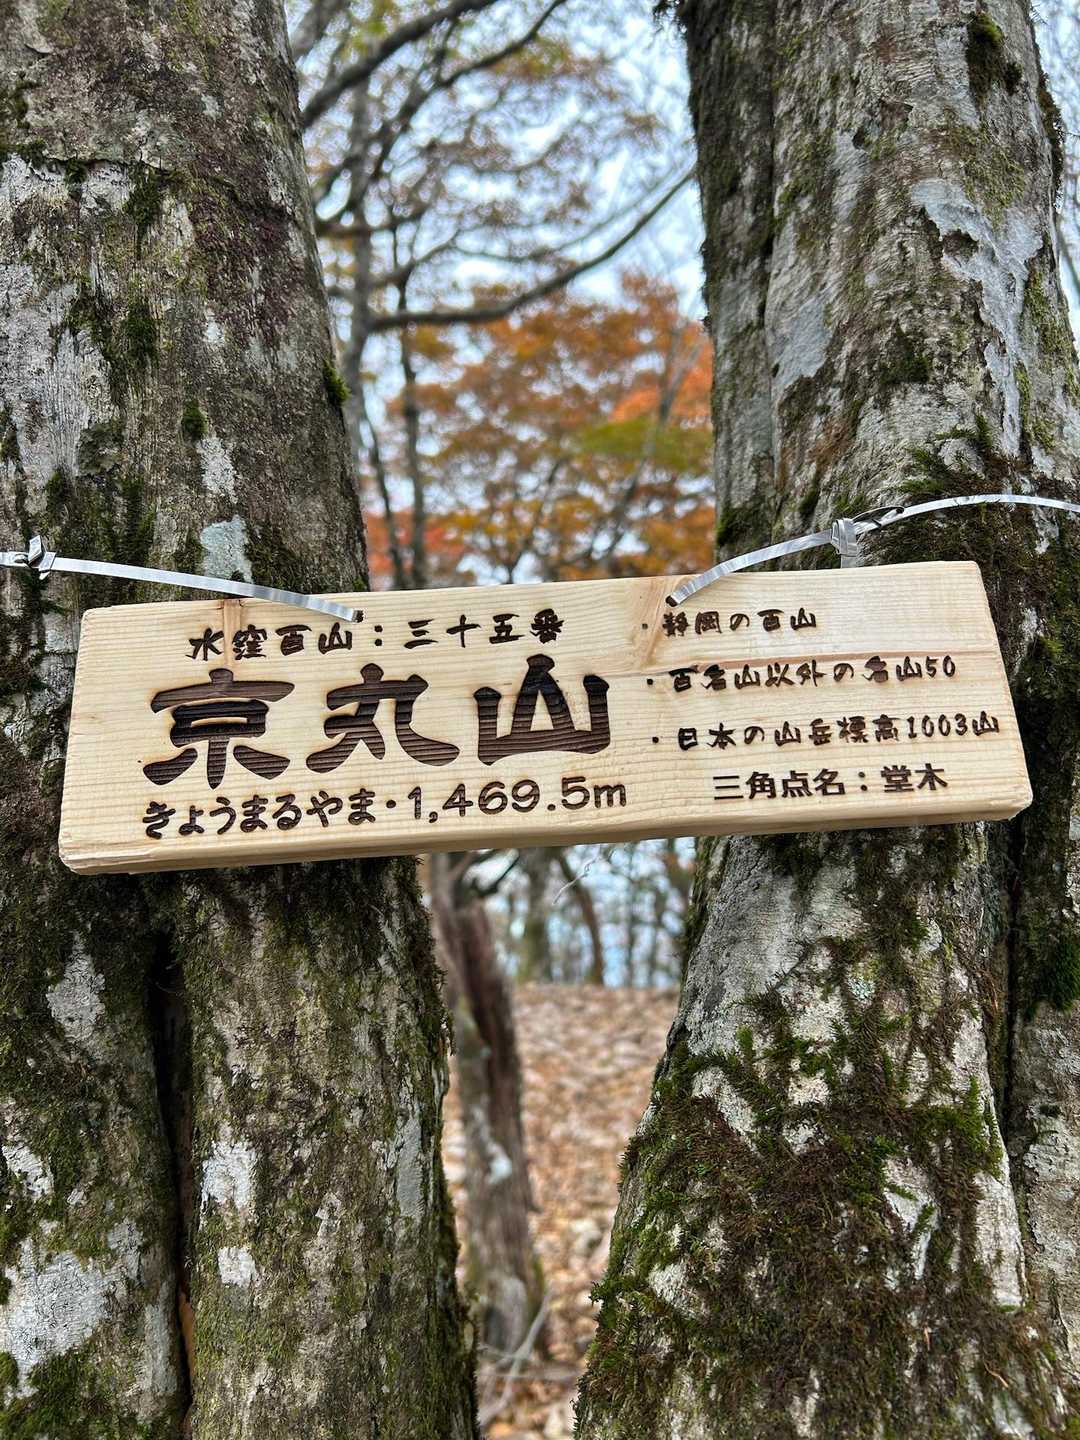 水窪百山：三十五番
京丸山
きょうまるやま・1,469.5m
・静岡の百山
・百名山以外の名山50
・日本の山岳標高1003山
三角点名：堂木